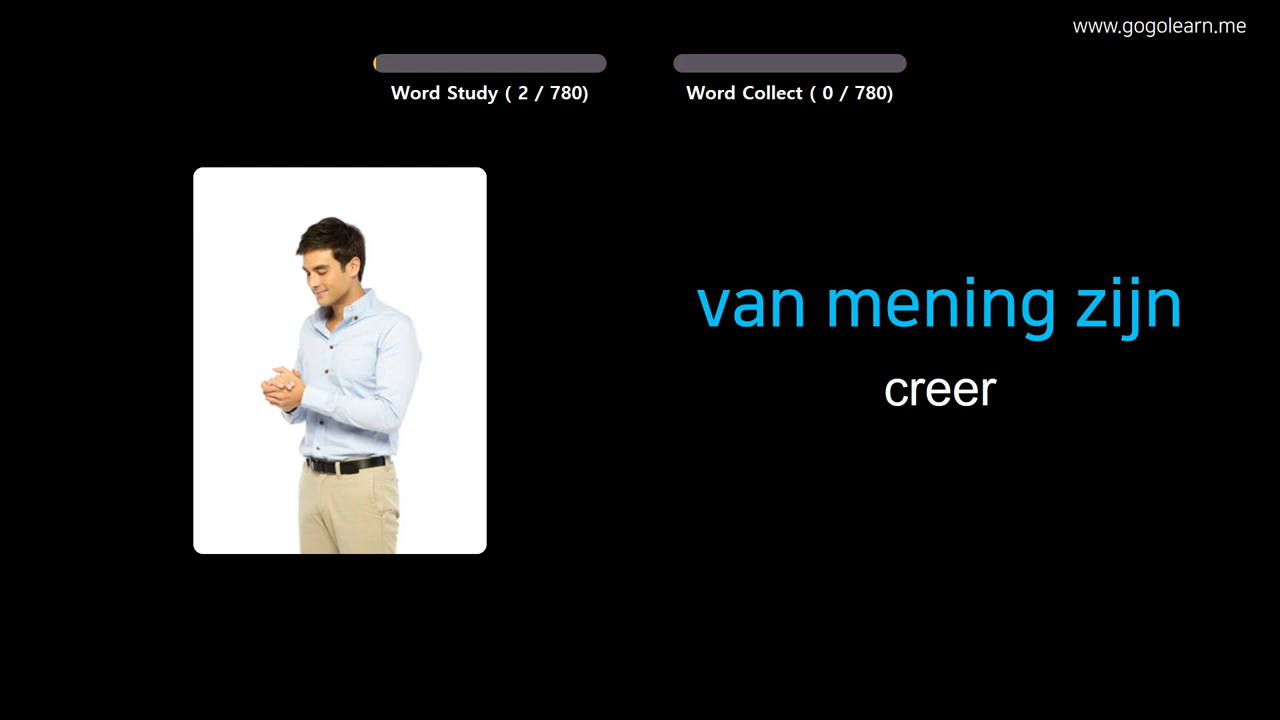 www.gogolearn.me
Word Study ( 2 / 780)
Word Collect ( 0 / 780)
van mening zijn
creer